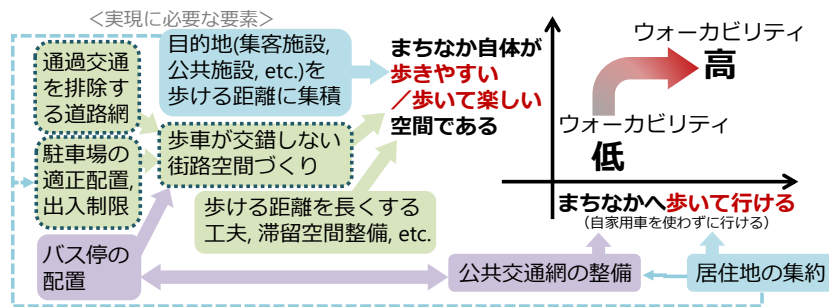 ＜実現に必要な要素＞
通過交通
を排除す
る道路網
駐車場の
適正配置,
出入制限
バス停の
配置
目的地(集客施設,
公共施設, etc.)を
歩ける距離に集積
歩車が交錯しない
街路空間づくり
歩ける距離を長くする
工夫, 滞留空間整備, etc.
まちなか自体が
歩きやすい
／歩いて楽しい
空間である
ウォーカビリティ
高
ウォーカビリティ
低
まちなかへ歩いて行ける
(自家用車を使わずに行ける)
公共交通網の整備
居住地の集約